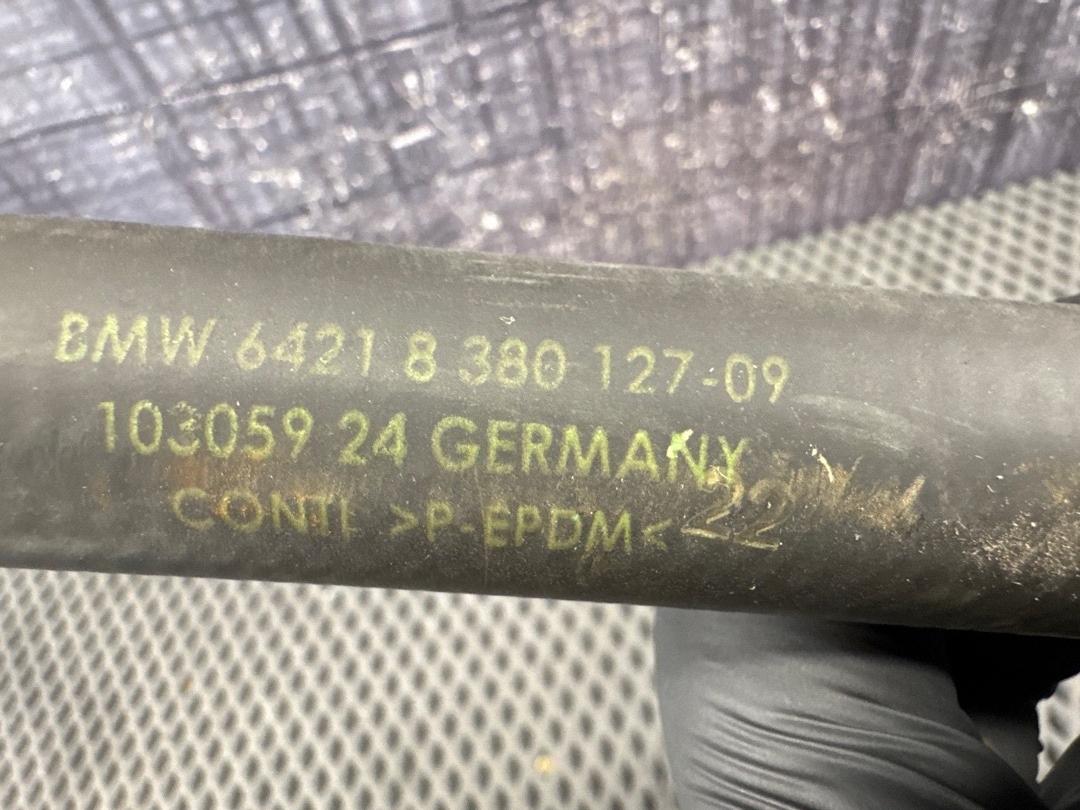 BMW 6421 8 380 127-09
103059 24 GERMANY
CONTI >P-EPDM< 22